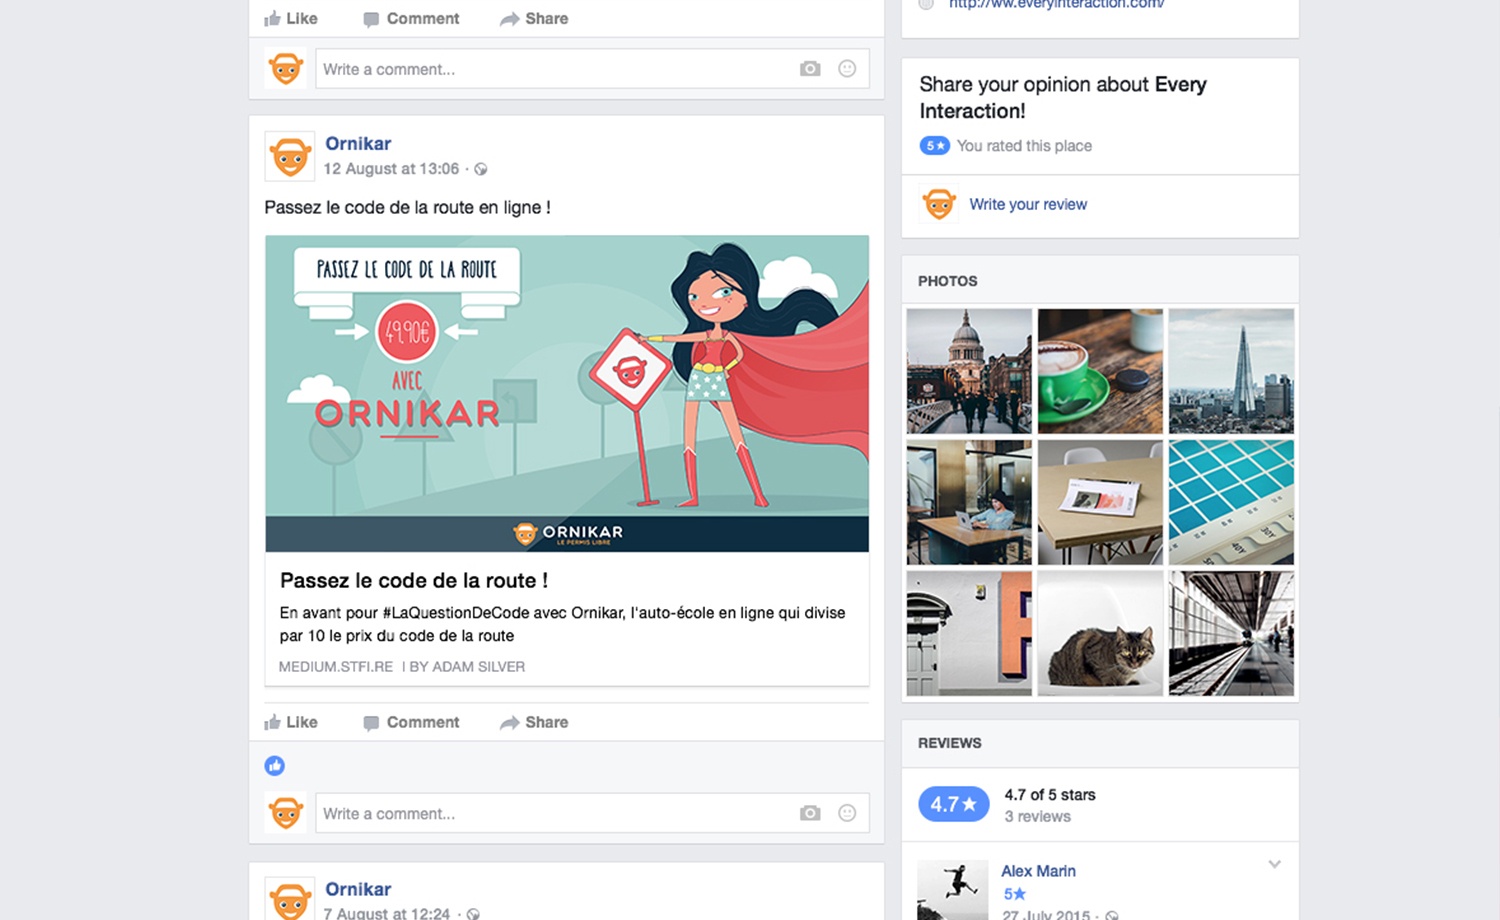 Like Comment Share
Write a comment...
Ornikar
12 August at 13:06
Passez le code de la route en ligne !
PASSEZ LE CODE DE LA ROUTE
49,90€
AVEC
ORNIKAR
ORNIKAR
LE PERMIS LIBRE
Passez le code de la route !
En avant pour #LaQuestionDeCode avec Ornikar, l'auto-école en ligne qui divise
par 10 le prix du code de la route
MEDIUM.STFI.RE | BY ADAM SILVER
Like Comment Share
Write a comment...
Ornikar
7 August at 12:24
http://ww.everyinteraction.com/
Share your opinion about Every
Interaction!
5★ You rated this place
Write your review
PHOTOS
REVIEWS
4.7★
4.7 of 5 stars
3 reviews
Alex Marin
5★
27 July 2015